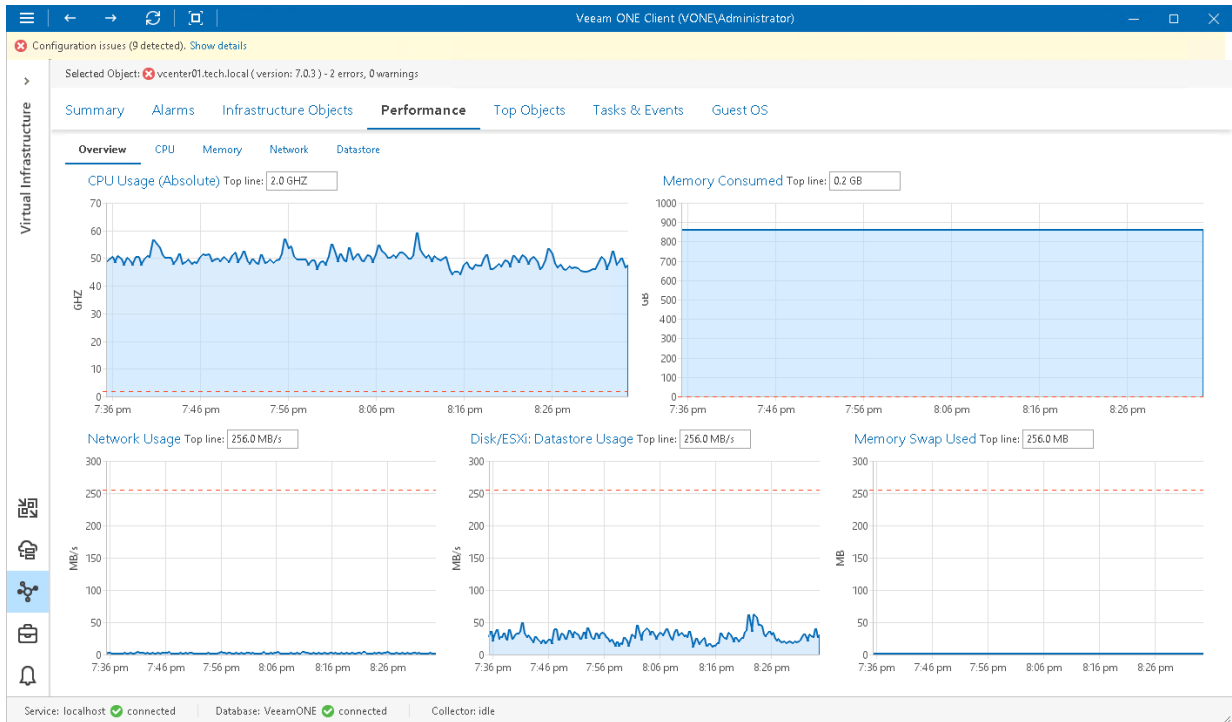 Veeam ONE Client (VONE\Administrator)
Configuration issues (9 detected). Show details
Selected Object: vcenter01.tech.local ( version: 7.0.3 ) - 2 errors, 0 warnings
Virtual Infrastructure
Summary Alarms Infrastructure Objects Performance Top Objects Tasks & Events Guest OS
Overview CPU Memory Network Datastore
CPU Usage (Absolute) Top line: 2.0 GHZ
70
60
50
40
30
20
10
0
GHZ
7:36 pm 7:46 pm 7:56 pm 8:06 pm 8:16 pm 8:26 pm
Memory Consumed Top line: 0.2 GB
1000
900
800
700
600
500
400
300
200
100
0
GB
7:36 pm 7:46 pm 7:56 pm 8:06 pm 8:16 pm 8:26 pm
Network Usage Top line: 256.0 MB/s
300
250
200
150
100
50
0
MB/s
7:36 pm 7:46 pm 7:56 pm 8:06 pm 8:16 pm 8:26 pm
Disk/ESXi: Datastore Usage Top line: 256.0 MB/s
300
250
200
150
100
50
0
MB/s
7:36 pm 7:46 pm 7:56 pm 8:06 pm 8:16 pm 8:26 pm
Memory Swap Used Top line: 256.0 MB
300
250
200
150
100
50
0
MB
7:36 pm 7:46 pm 7:56 pm 8:06 pm 8:16 pm 8:26 pm
Service: localhost connected Database: VeeamONE connected Collector: idle